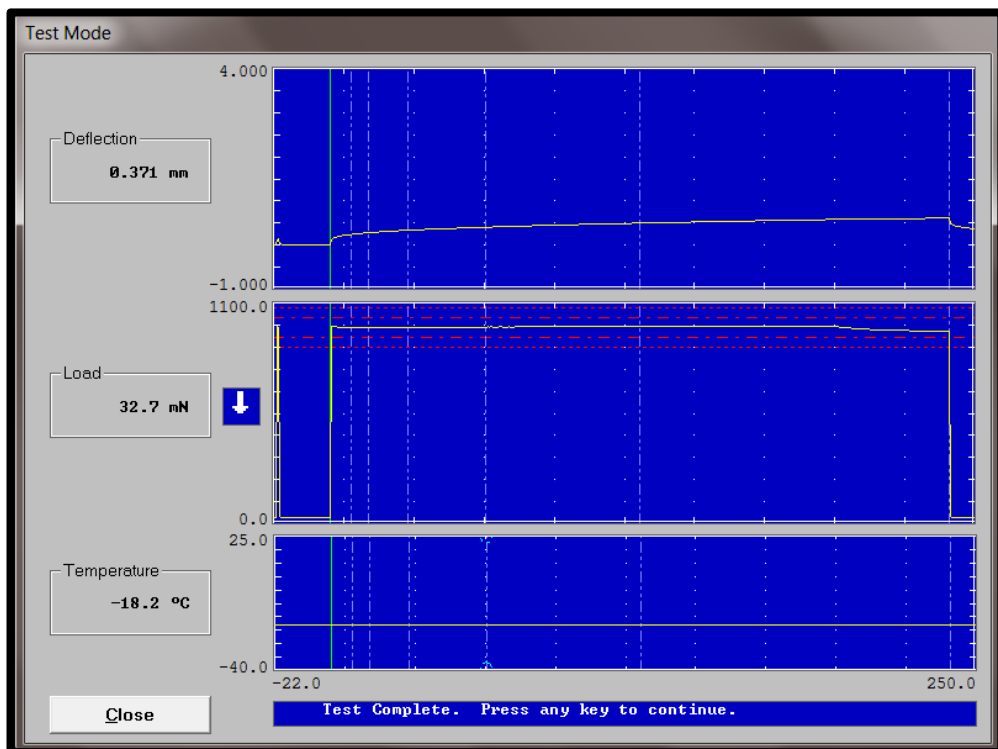 Test Mode
4.000
Deflection
0.371 mm
-1.000
1100.0
Load
32.7 mN
0.0
25.0
Temperature
-18.2 ºC
-40.0
-22.0 250.0
Close
Test Complete. Press any key to continue.